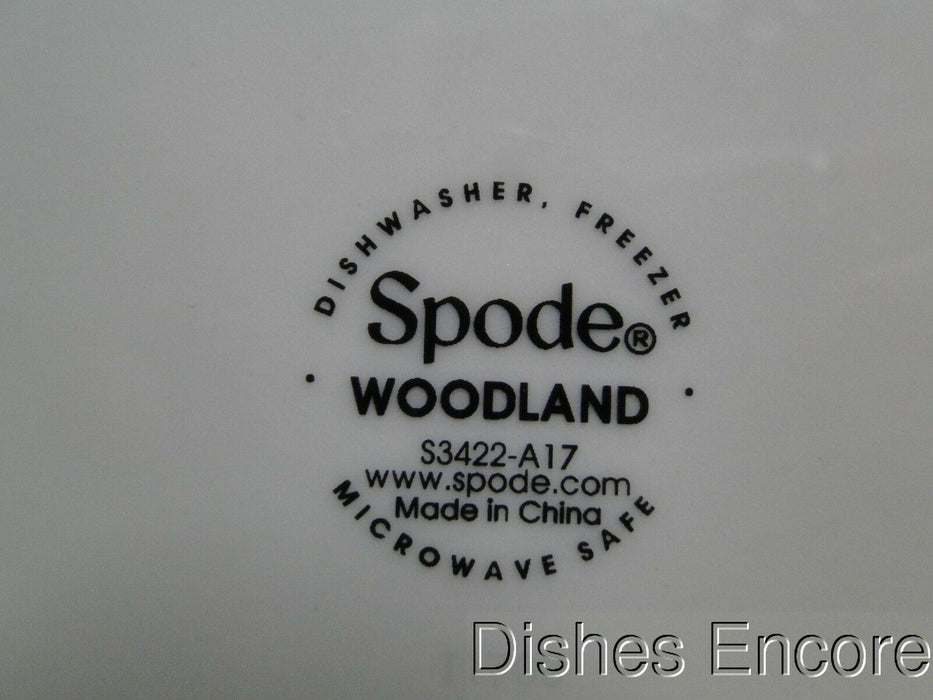 DISHWASHER, FREEZER
Spode®
• WOODLAND •
S3422-A17
www.spode.com
Made in China
MICROWAVE SAFE
Dishes Encore